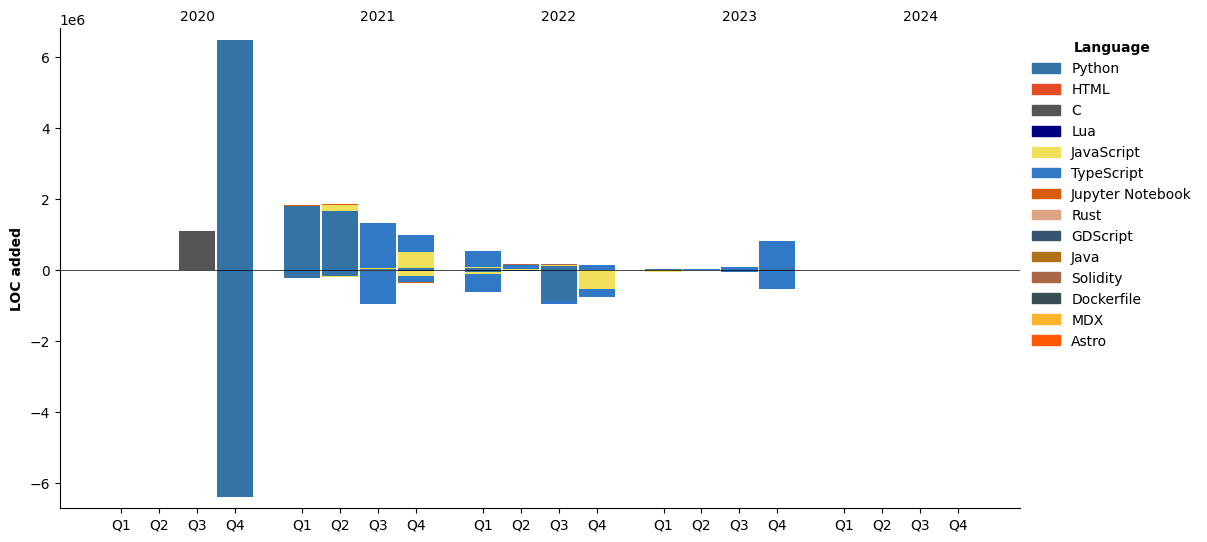 1e6
2020 2021 2022 2023 2024
LOC added
6
4
2
0
−2
−4
−6
Q1 Q2 Q3 Q4 Q1 Q2 Q3 Q4 Q1 Q2 Q3 Q4 Q1 Q2 Q3 Q4 Q1 Q2 Q3 Q4
Language
Python
HTML
C
Lua
JavaScript
TypeScript
Jupyter Notebook
Rust
GDScript
Java
Solidity
Dockerfile
MDX
Astro